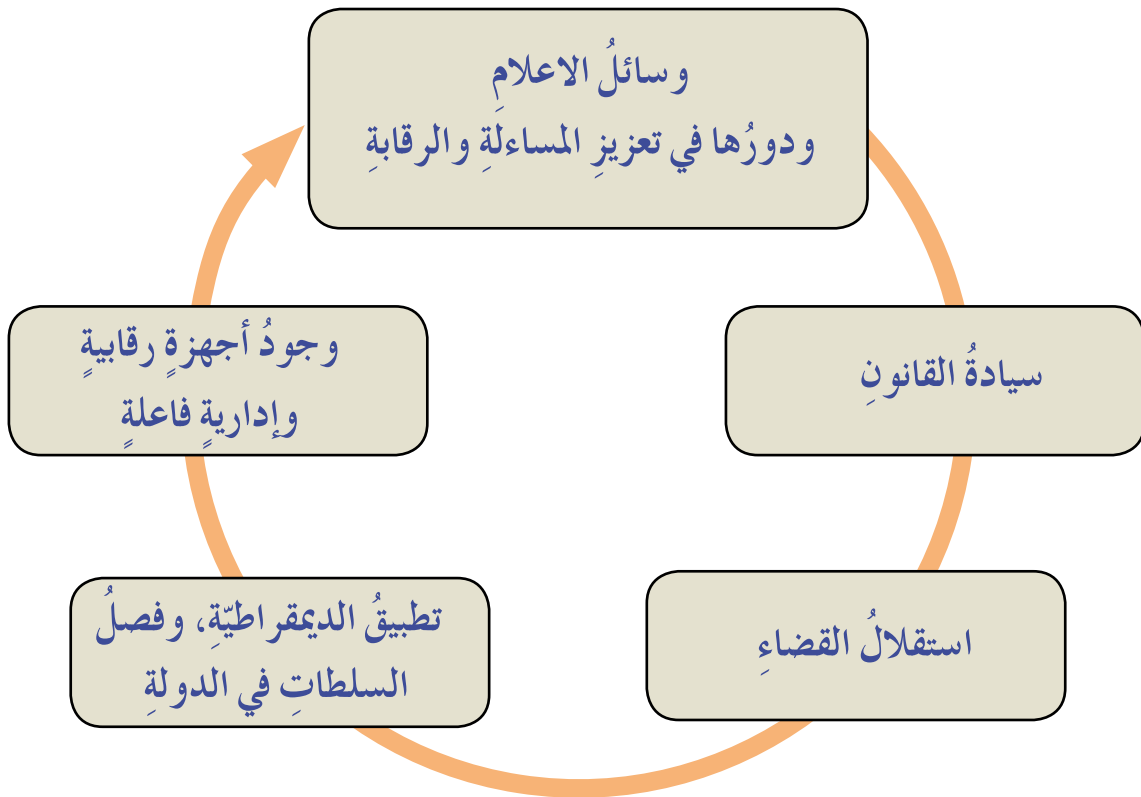 وسائلُ الاعلامِ
ودورُها في تعزيزِ المساءلَةِ والرقابةِ
سيادةُ القانونِ
استقلالُ القضاءِ
تطبيقُ الديمقراطيّةِ، وفصلُ
السلطاتِ في الدولةِ
وجودُ أجهزةٍ رقابيةٍ
وإداريةٍ فاعلةٍ